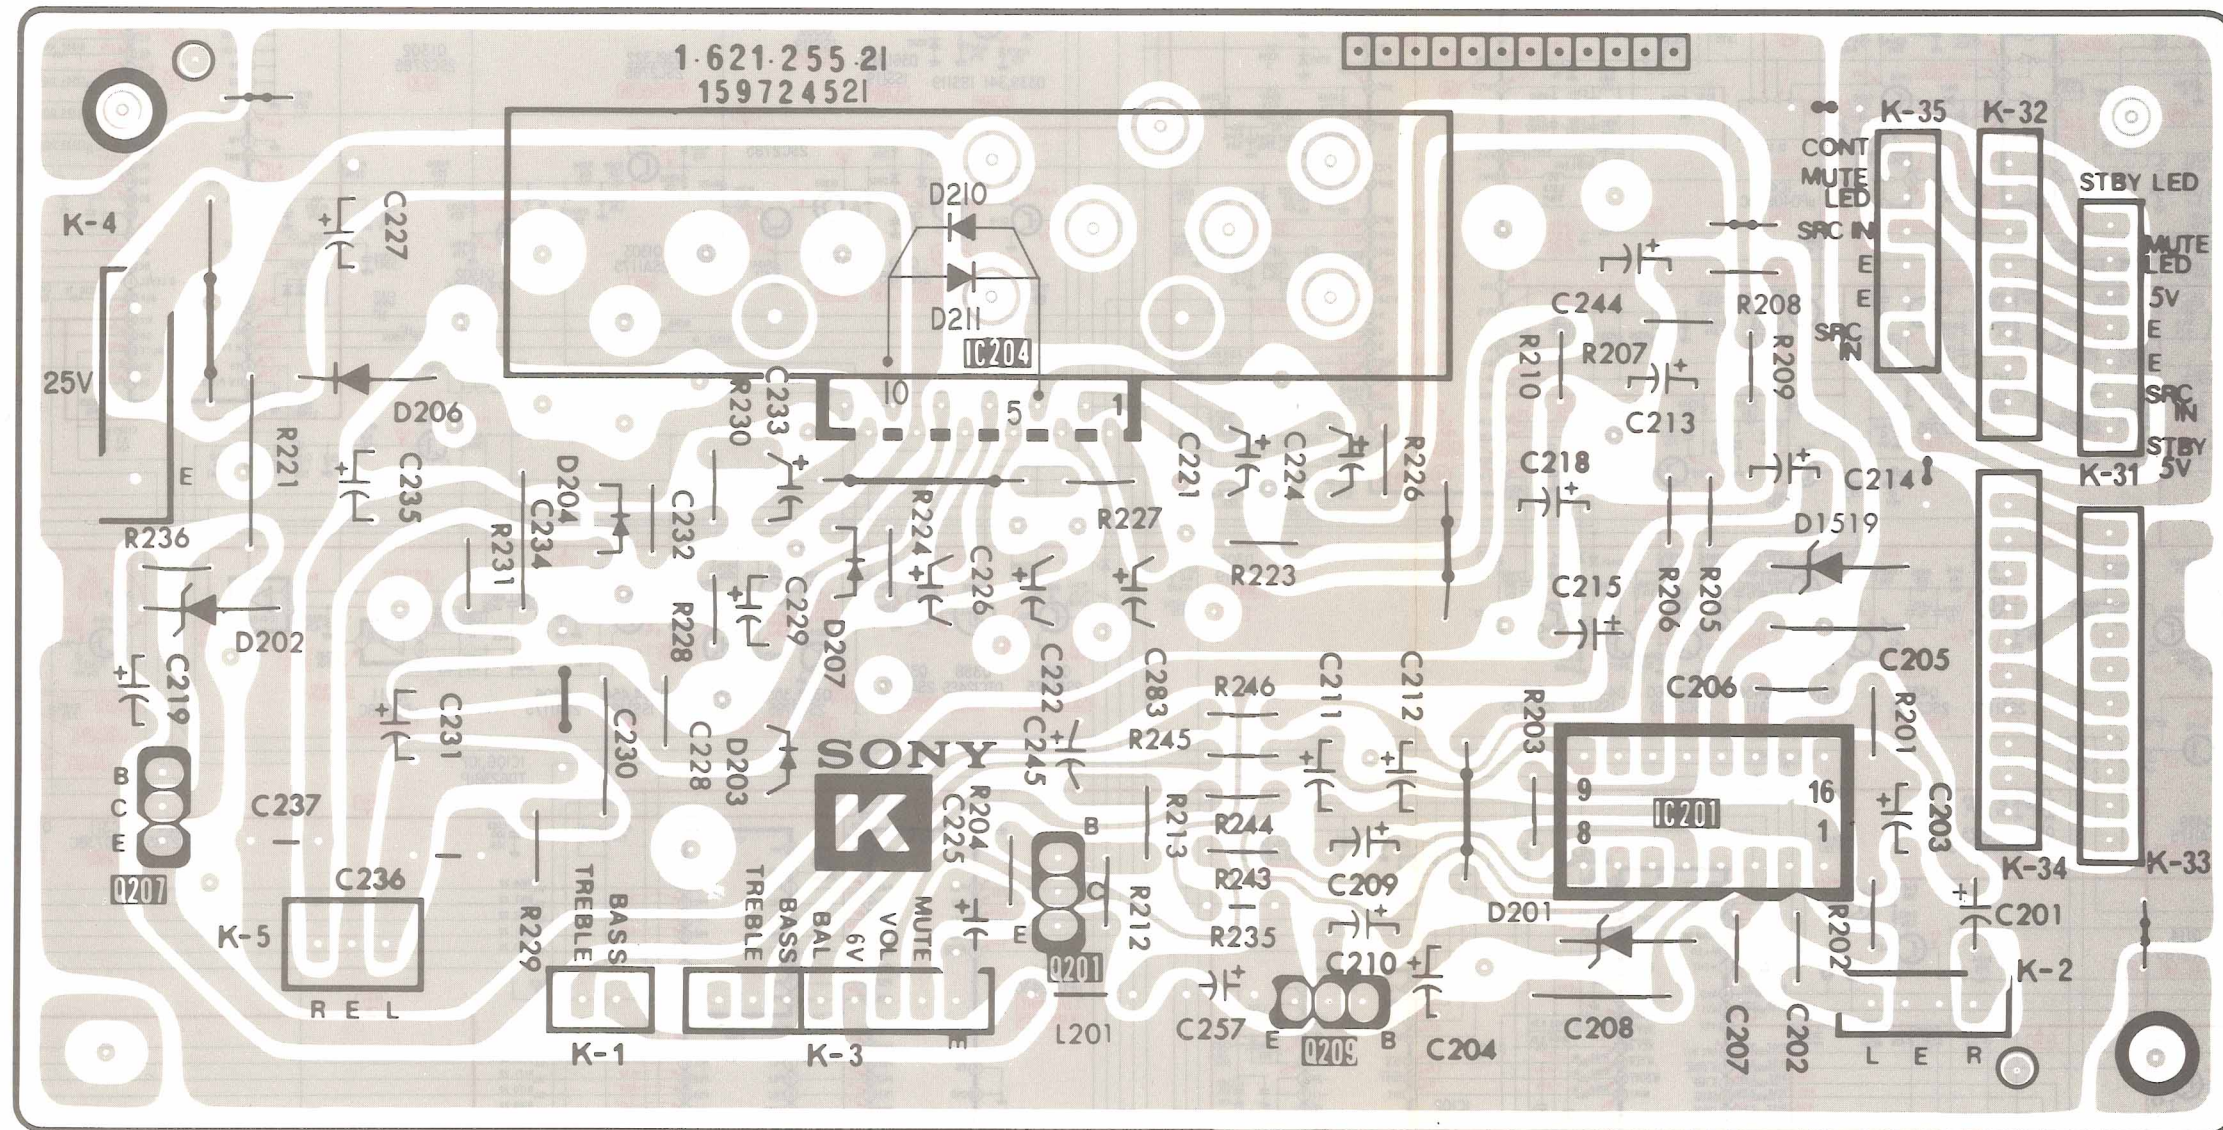 1-621-255-21
159724521
K-35
K-32
CONT
MUTE
LED
SRC IN
E
E
SRC
IN
STBY LED
MUTE
LED
5V
E
E
SRC
IN
STBY
5V
K-31
K-4
C227
D210
D211
IC204
10
5
1
C244
R208
R207
R210
R209
C213
25V
D206
R230
C233
E
R221
C235
D204
C234
R231
C232
R224
C226
R227
C221
C224
R226
C218
C214
D1519
R236
R223
C215
R206
R205
D202
R228
C229
D207
C205
C206
C219
C231
C230
C228
D203
C222
C245
C283
R246
R245
C211
C212
R203
R201
SONY
K
B
C
E
Q207
C237
C236
R204
C225
B
C
E
R213
R212
R244
R243
R235
C209
C210
9
8
IC201
16
1
C203
K-34
K-33
D201
R202
C201
K-5
R229
TREBLE
BASS
TREBLE
BASS
BAL
6V
VOL
MUTE
Q201
K-2
R E L
K-1
K-3
E
L201
C257
E
Q209
B
C204
C208
C207
C202
L E R